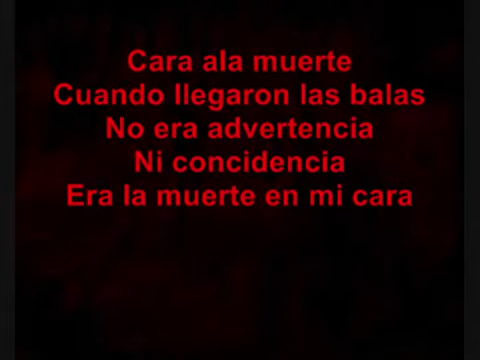 Cara ala muerte
Cuando llegaron las balas
No era advertencia
Ni concidencia
Era la muerte en mi cara